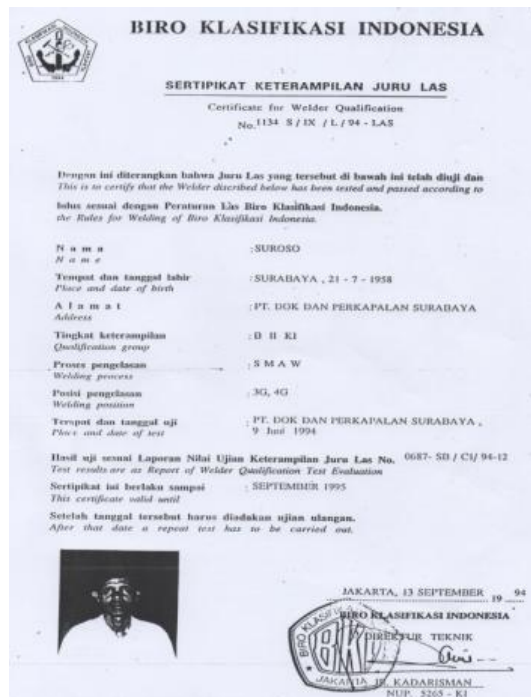 BIRO KLASIFIKASI INDONESIA
SERTIPIKAT KETERAMPILAN JURU LAS
Certificate for Welder Qualification
No. 1134 S / IX / L / 94 - LAS
Dengan ini diterangkan bahwa Juru Las yang tersebut di bawah ini telah diuji dan
This is to certify that the Welder discribed below has been tested and passed according to
lulus sesuai dengan Peraturan Las Biro Klasifikasi Indonesia.
the Rules for Welding of Biro Klasifikasi Indonesia.
N a m a : SUROSO
N a m e
Tempat dan tanggal lahir : SURABAYA , 21 - 7 - 1958
Place and date of birth
A l a m a t : PT. DOK DAN PERKAPALAN SURABAYA
Address
Tingkat keterampilan : B II KI
Qualification group
Proses pengelasan : S M A W
Welding process
Posisi pengelasan : 3G, 4G
Welding position
Tempat dan tanggal uji : PT. DOK DAN PERKAPALAN SURABAYA ,
Place and date of test 9 Juni 1994
Hasil uji sesuai Laporan Nilai Ujian Keterampilan Juru Las No. 0687- SB / C1/ 94-12
Test results are as Report of Welder Qualification Test Evaluation
Sertipikat ini berlaku sampai : SEPTEMBER 1995
This certificate valid until
Setelah tanggal tersebut harus diadakan ujian ulangan.
After that date a repeat test has to be carried out.
JAKARTA, 13 SEPTEMBER 19 94
BIRO KLASIFIKASI INDONESIA
DIREKTUR TEKNIK
JAKARTA IR. KADARISMAN
NUP. 5265 - KI